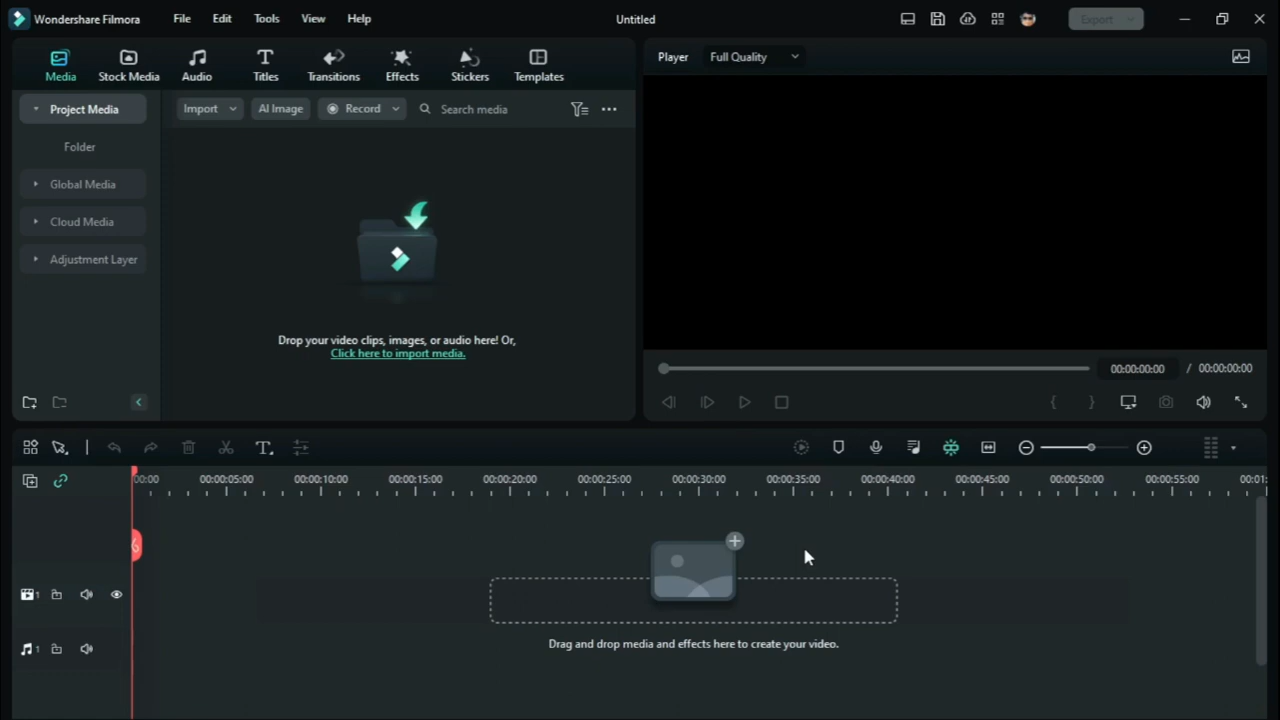 Wondershare Filmora
File
Edit
Tools
View
Help
Untitled
Export
Media
Stock Media
Audio
Titles
Transitions
Effects
Stickers
Templates
Player
Full Quality
Project Media
Import
AI Image
Record
Search media
Folder
Global Media
Cloud Media
Adjustment Layer
Drop your video clips, images, or audio here! Or,
Click here to import media.
00:00:00:00
/ 00:00:00:00
00:00
00:00:05:00
00:00:10:00
00:00:15:00
00:00:20:00
00:00:25:00
00:00:30:00
00:00:35:00
00:00:40:00
00:00:45:00
00:00:50:00
00:00:55:00
00:01:
1
Drag and drop media and effects here to create your video.
1